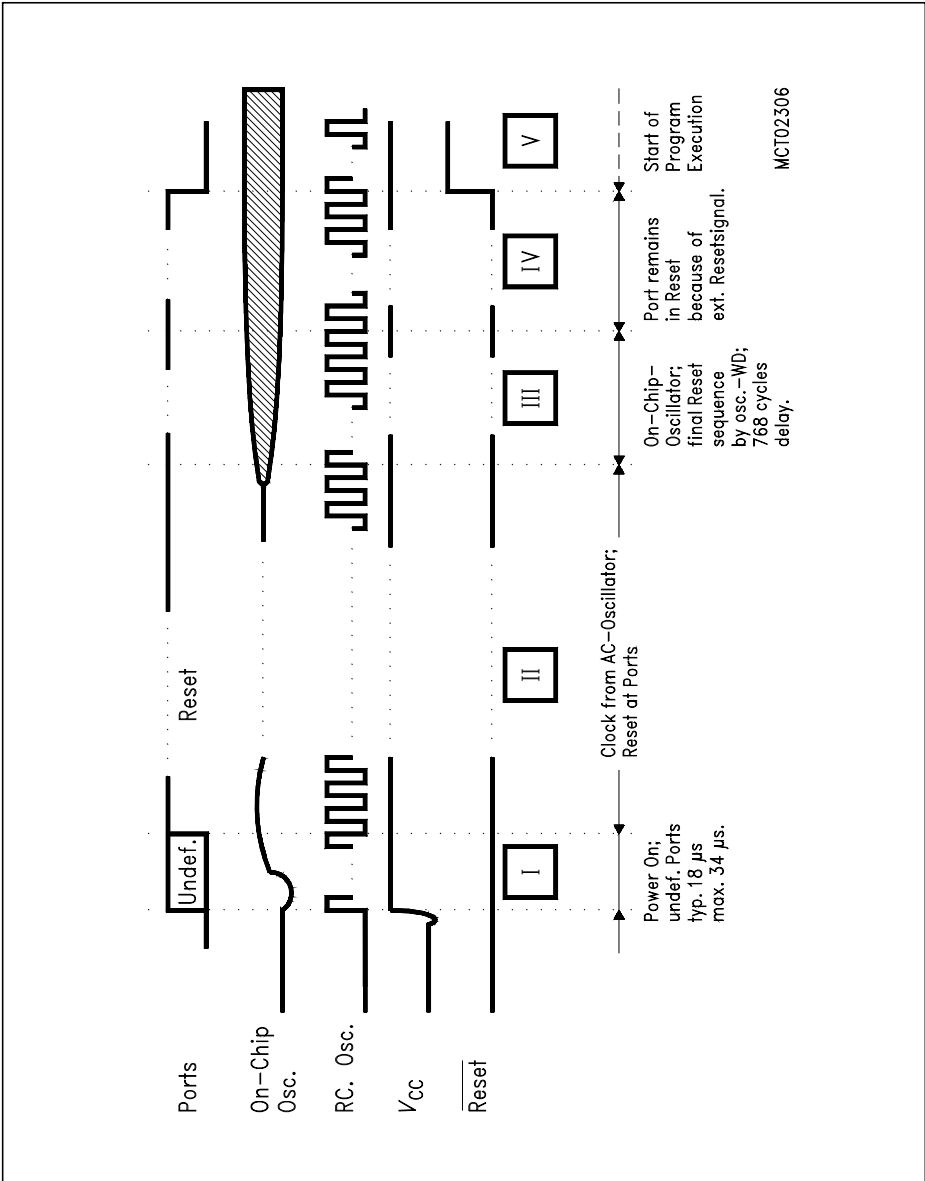 Ports
Undef.
Reset
On-Chip
Osc.
RC. Osc.
VCC
Reset
I
II
III
IV
V
Power On;
undef. Ports
typ. 18 µs
max. 34 µs.
Clock from AC-Oscillator;
Reset at Ports
On-Chip-
Oscillator;
final Reset
sequence
by osc.-WD;
768 cycles
delay.
Port remains
in Reset
because of
ext. Resetsignal.
Start of
Program
Execution
MCT02306